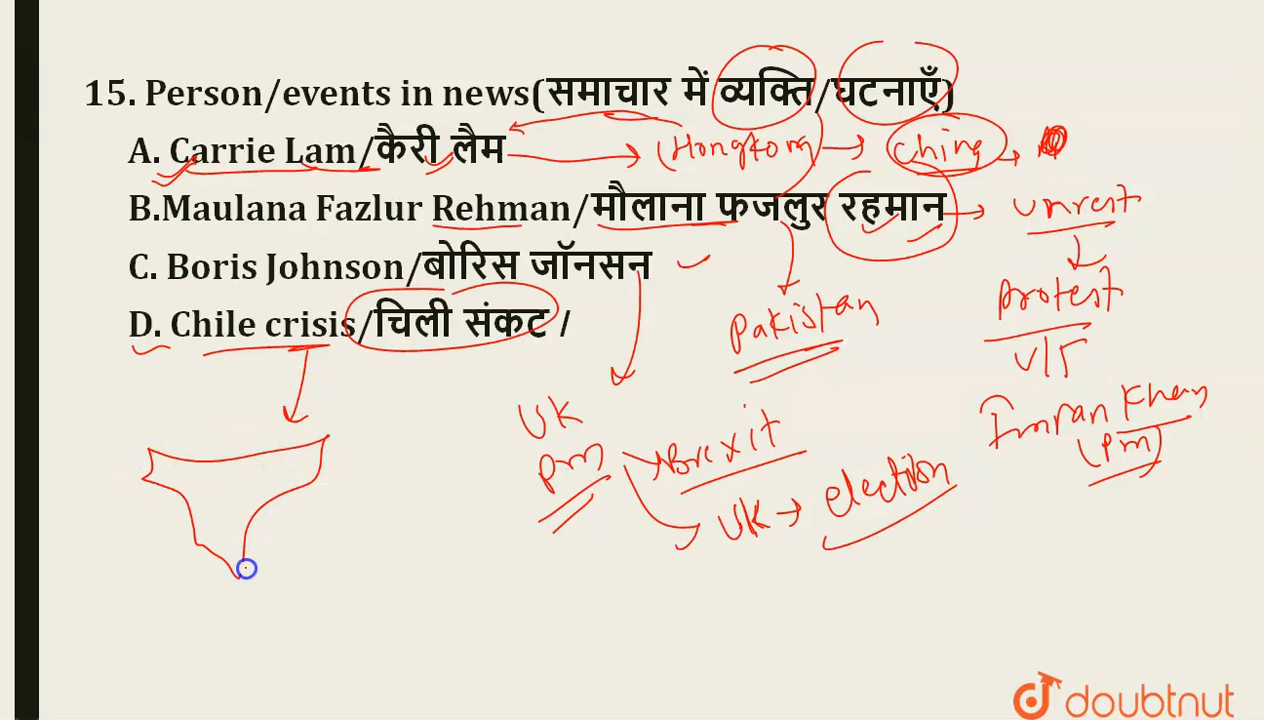 15. Person/events in news(समाचार में व्यक्ति/घटनाएँ)
A. Carrie Lam/कैरी लैम
(Hongkong → China →
B.Maulana Fazlur Rehman/मौलाना फजलुर रहमान
→ unrest
C. Boris Johnson/बोरिस जॉनसन
Protest
D. Chile crisis/चिली संकट /
Pakistan
Imran Khan
(PM)
UK
PM
Brexit
UK → election
doubtnut